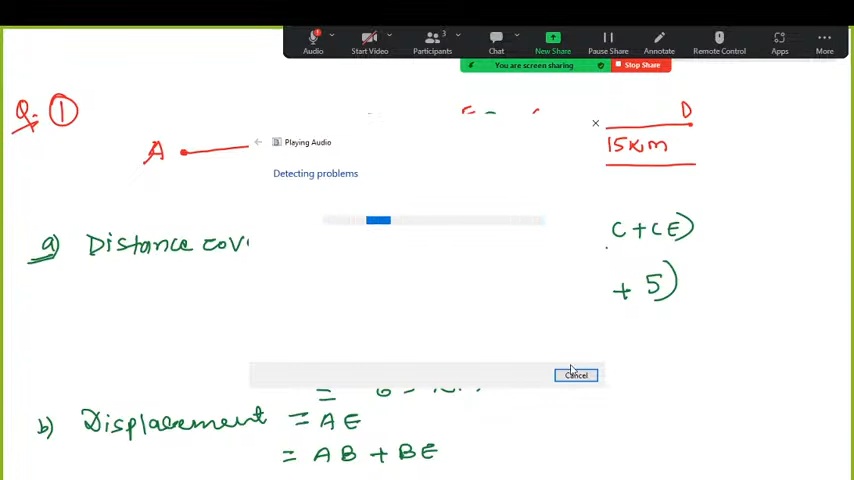 Audio Start Video Participants 3 Chat New Share Pause Share Annotate Remote Control Apps More
You are screen sharing Stop Share
Q. 1
D
Playing Audio
A
15 Km
Detecting problems
a) Distance cov
C + CE)
+ 5)
Cancel
b) Displacement = AE
= AB + BE